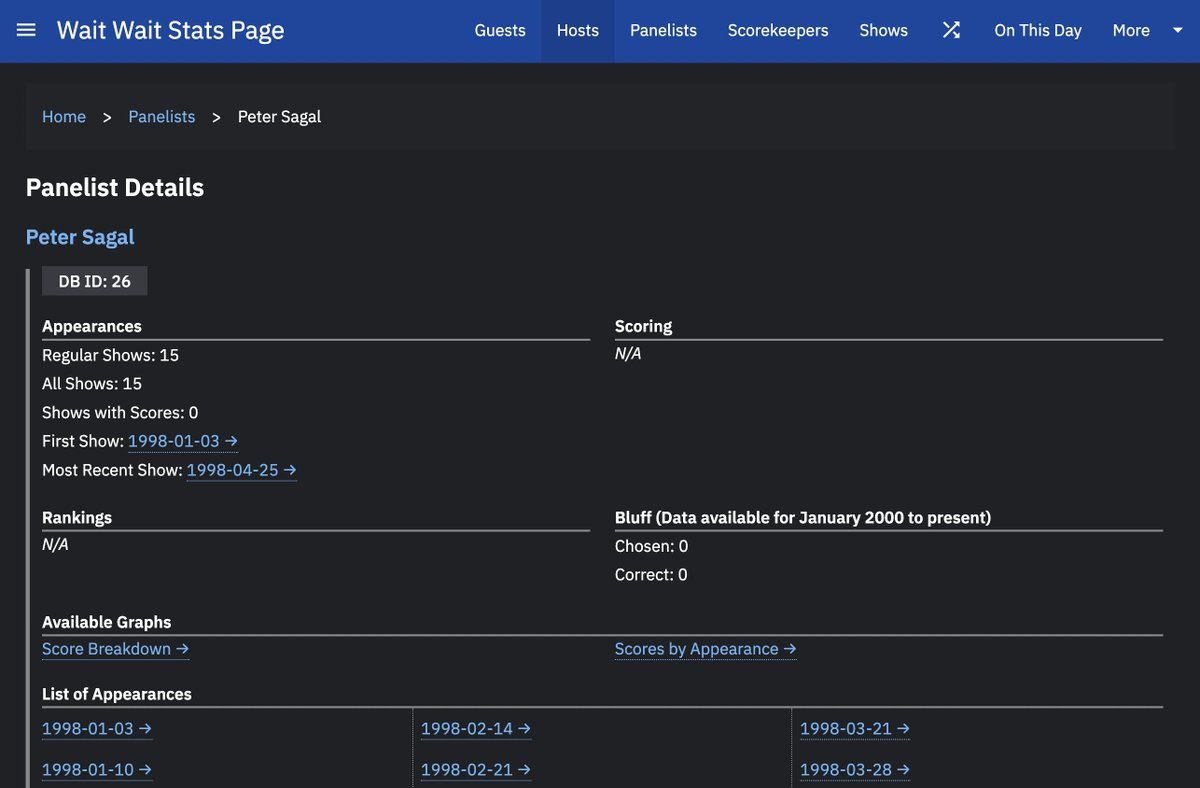 Wait Wait Stats Page
Guests Hosts Panelists Scorekeepers Shows On This Day More
Home > Panelists > Peter Sagal
Panelist Details
Peter Sagal
DB ID: 26
Appearances
Regular Shows: 15
All Shows: 15
Shows with Scores: 0
First Show: 1998-01-03 →
Most Recent Show: 1998-04-25 →
Scoring
N/A
Rankings
N/A
Bluff (Data available for January 2000 to present)
Chosen: 0
Correct: 0
Available Graphs
Score Breakdown → Scores by Appearance →
List of Appearances
1998-01-03 → 1998-02-14 → 1998-03-21 →
1998-01-10 → 1998-02-21 → 1998-03-28 →